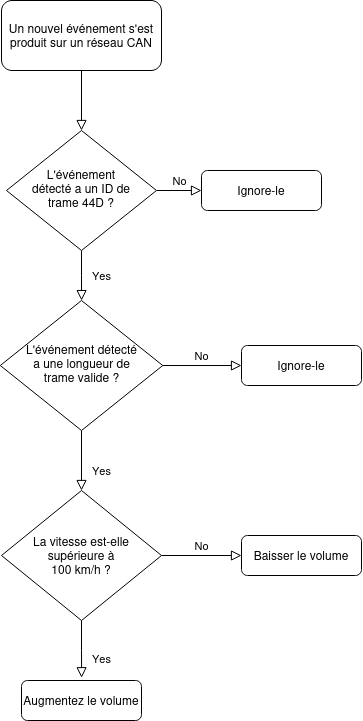 Un nouvel événement s'est
produit sur un réseau CAN
L'événement
détecté a un ID de
trame 44D ?
No
Ignore-le
Yes
L'événement détecté
a une longueur de
trame valide ?
No
Ignore-le
Yes
La vitesse est-elle
supérieure à
100 km/h ?
No
Baisser le volume
Yes
Augmentez le volume